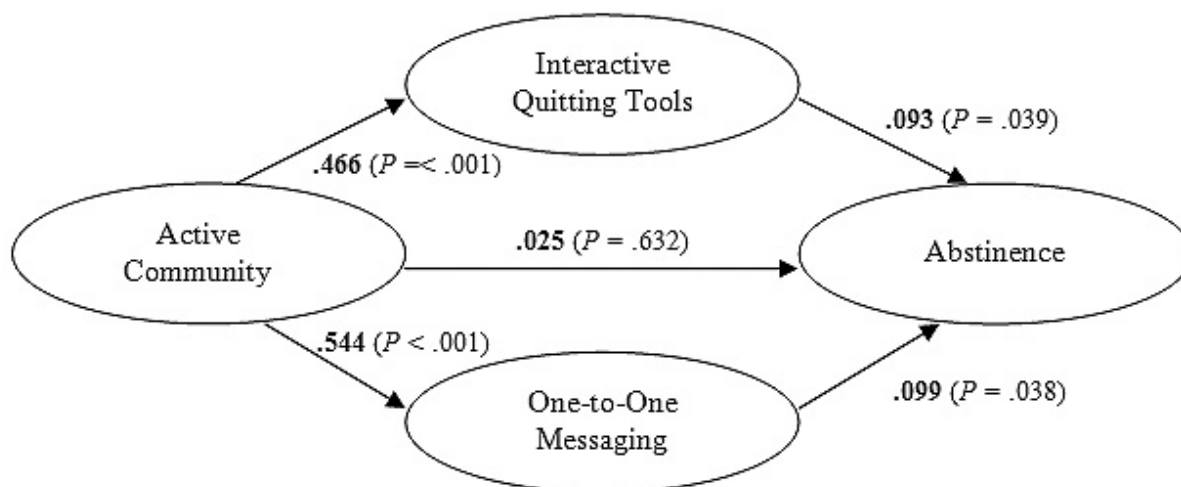 Interactive
Quitting Tools
.093 (P = .039)
.466 (P =< .001)
Active
Community
.025 (P = .632)
Abstinence
.544 (P < .001)
One-to-One
Messaging
.099 (P = .038)